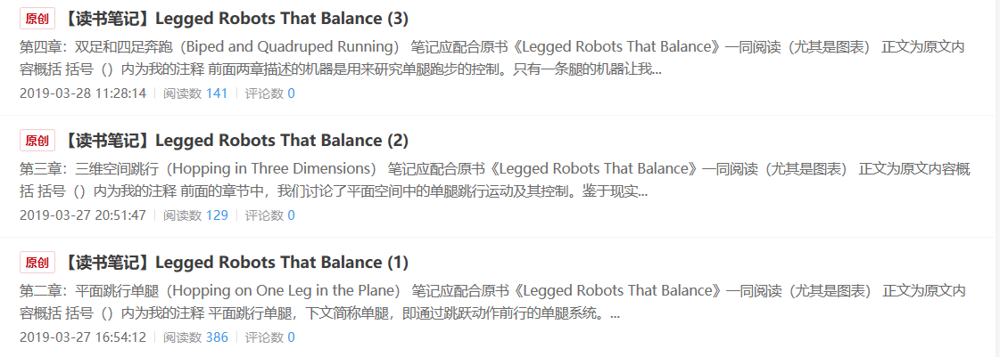 原创 【读书笔记】Legged Robots That Balance (3)
第四章：双足和四足奔跑（Biped and Quadruped Running） 笔记应配合原书《Legged Robots That Balance》一同阅读（尤其是图表） 正文为原文内
容概括 括号（）内为我的注释 前面两章描述的机器是用来研究单腿跑步的控制。只有一条腿的机器让我...
2019-03-28 11:28:14 阅读数 141 评论数 0
原创 【读书笔记】Legged Robots That Balance (2)
第三章：三维空间跳行（Hopping in Three Dimensions） 笔记应配合原书《Legged Robots That Balance》一同阅读（尤其是图表） 正文为原文内容概
括 括号（）内为我的注释 前面的章节中，我们讨论了平面空间中的单腿跳行运动及其控制。鉴于现实...
2019-03-27 20:51:47 阅读数 129 评论数 0
原创 【读书笔记】Legged Robots That Balance (1)
第二章：平面跳行单腿（Hopping on One Leg in the Plane） 笔记应配合原书《Legged Robots That Balance》一同阅读（尤其是图表） 正文为原文内
容概括 括号（）内为我的注释 平面跳行单腿，下文简称单腿，即通过跳跃动作前行的单腿系统。...
2019-03-27 16:54:12 阅读数 386 评论数 0